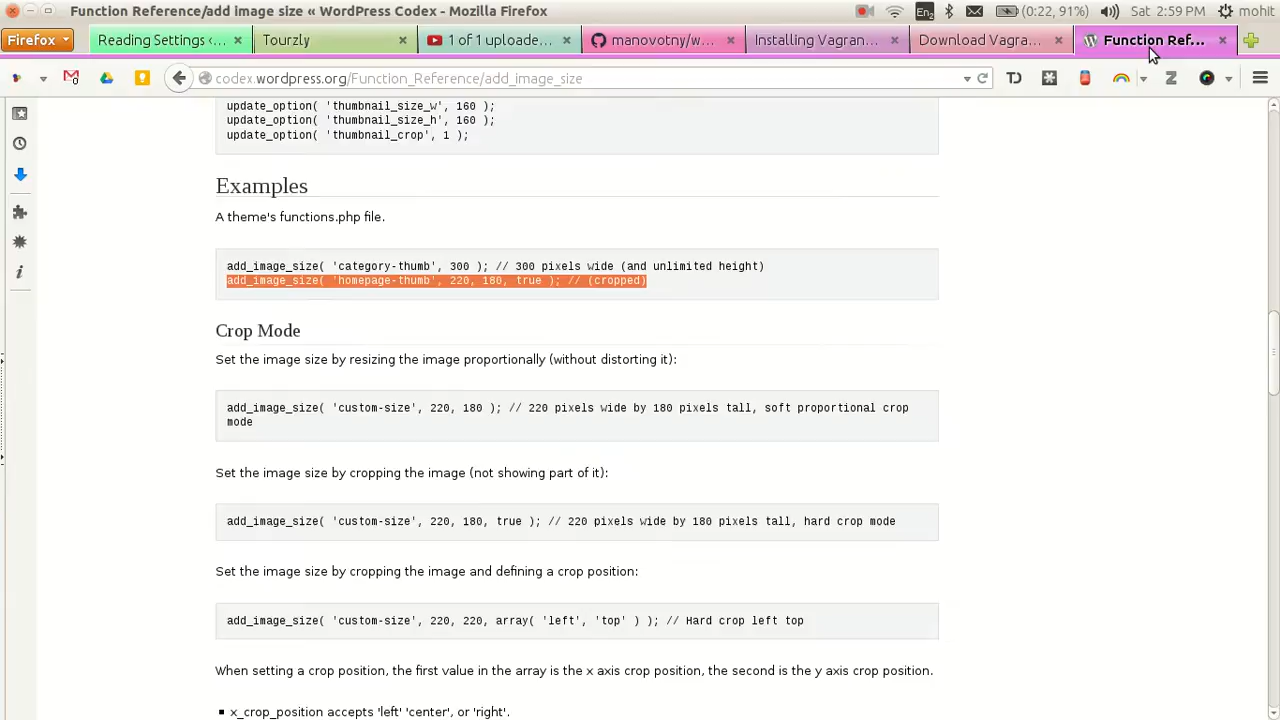 Function Reference/add image size « WordPress Codex - Mozilla Firefox
En2
(0:22, 91%)
Sat 2:59 PM
mohit
Firefox
Reading Settings ‹...
Tourzly
1 of 1 uploade...
manovotny/w...
Installing Vagran...
Download Vagra...
Function Ref...
codex.wordpress.org/Function_Reference/add_image_size
update_option( 'thumbnail_size_w', 160 );
update_option( 'thumbnail_size_h', 160 );
update_option( 'thumbnail_crop', 1 );
Examples
A theme's functions.php file.
add_image_size( 'category-thumb', 300 ); // 300 pixels wide (and unlimited height)
add_image_size( 'homepage-thumb', 220, 180, true ); // (cropped)
Crop Mode
Set the image size by resizing the image proportionally (without distorting it):
add_image_size( 'custom-size', 220, 180 ); // 220 pixels wide by 180 pixels tall, soft proportional crop
mode
Set the image size by cropping the image (not showing part of it):
add_image_size( 'custom-size', 220, 180, true ); // 220 pixels wide by 180 pixels tall, hard crop mode
Set the image size by cropping the image and defining a crop position:
add_image_size( 'custom-size', 220, 220, array( 'left', 'top' ) ); // Hard crop left top
When setting a crop position, the first value in the array is the x axis crop position, the second is the y axis crop position.
x_crop_position accepts 'left' 'center', or 'right'.